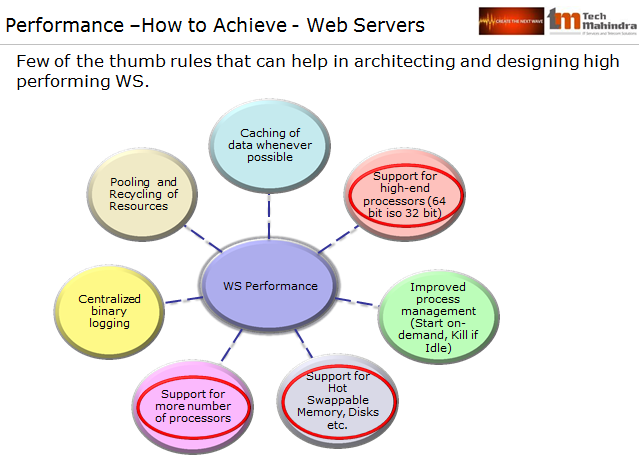 Performance –How to Achieve - Web Servers
CREATE THE NEXT WAVE
tm Tech
Mahindra
Few of the thumb rules that can help in architecting and designing high
performing WS.
Caching of
data whenever
possible
Pooling and
Recycling of
Resources
Support for
high-end
processors (64
bit iso 32 bit)
WS Performance
Centralized
binary
logging
Improved
process
management
(Start on-
demand, Kill if
Idle)
Support for
more number
of processors
Support for
Hot
Swappable
Memory, Disks
etc.